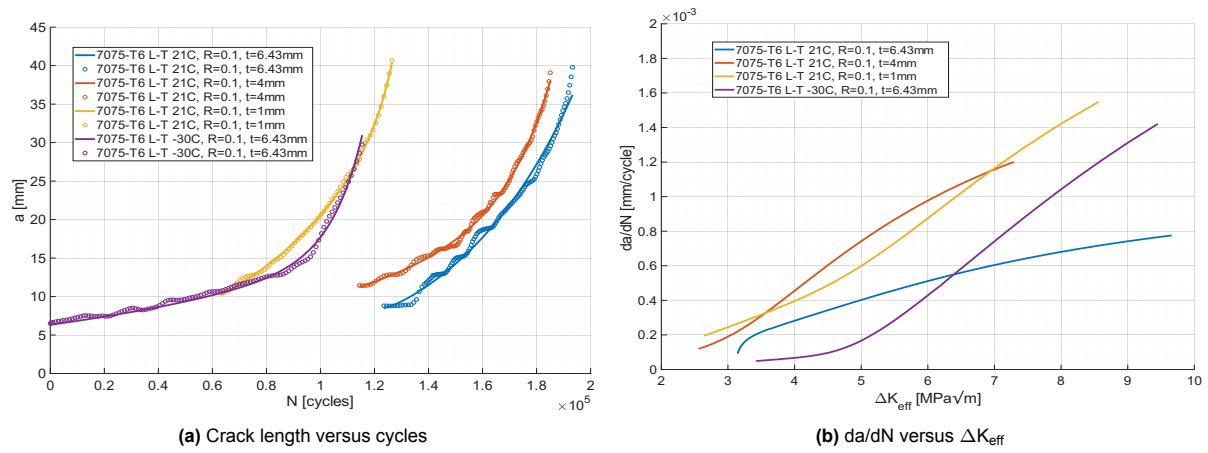 45
40
35
30
25
20
15
10
5
0
a [mm]
7075-T6 L-T 21C, R=0.1, t=6.43mm
7075-T6 L-T 21C, R=0.1, t=6.43mm
7075-T6 L-T 21C, R=0.1, t=4mm
7075-T6 L-T 21C, R=0.1, t=4mm
7075-T6 L-T 21C, R=0.1, t=1mm
7075-T6 L-T 21C, R=0.1, t=1mm
7075-T6 L-T -30C, R=0.1, t=6.43mm
7075-T6 L-T -30C, R=0.1, t=6.43mm
0 0.2 0.4 0.6 0.8 1 1.2 1.4 1.6 1.8 2
N [cycles]
× 10^5
(a) Crack length versus cycles
2 ×10^-3
1.8
1.6
1.4
1.2
1
0.8
0.6
0.4
0.2
0
da/dN [mm/cycle]
7075-T6 L-T 21C, R=0.1, t=6.43mm
7075-T6 L-T 21C, R=0.1, t=4mm
7075-T6 L-T 21C, R=0.1, t=1mm
7075-T6 L-T -30C, R=0.1, t=6.43mm
2 3 4 5 6 7 8 9 10
ΔK_eff [MPa√m]
(b) da/dN versus ΔK_eff